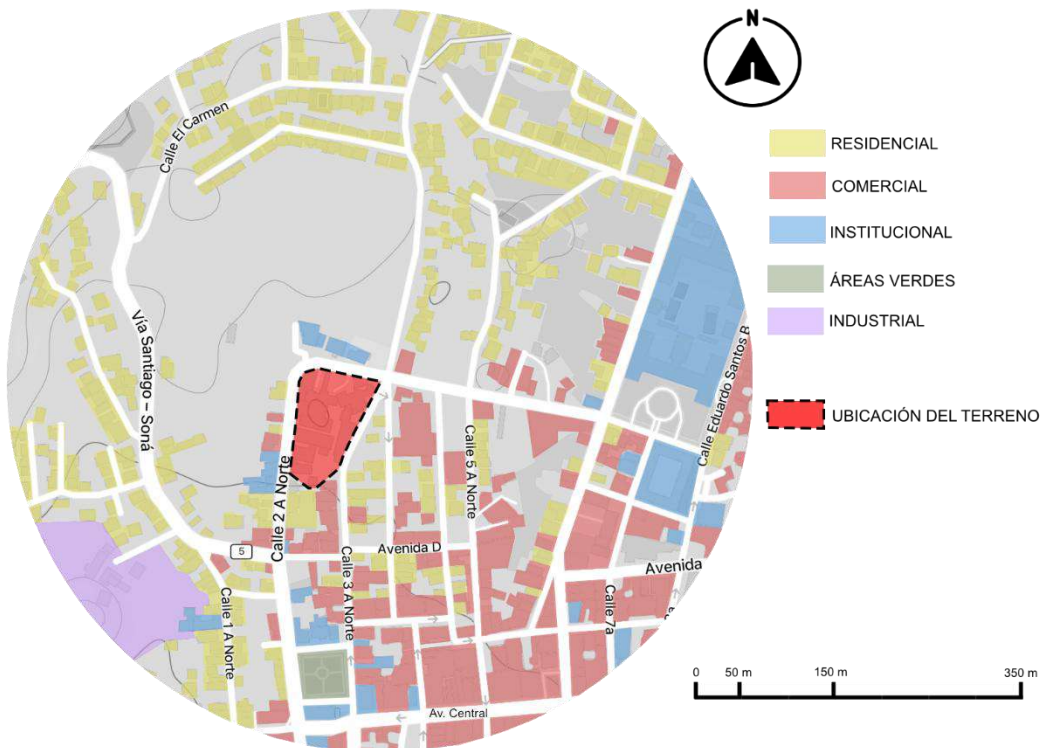 N
RESIDENCIAL
COMERCIAL
INSTITUCIONAL
ÁREAS VERDES
INDUSTRIAL
UBICACIÓN DEL TERRENO
Calle El Carmen
Vía Santiago – Soná
Calle Eduardo Santos B
Calle 2 A Norte
Calle 5 A Norte
5
Avenida D
Avenida
Calle 3 A Norte
Calle 1 A Norte
Calle 7a
Av. Central
0 50 m 150 m 350 m